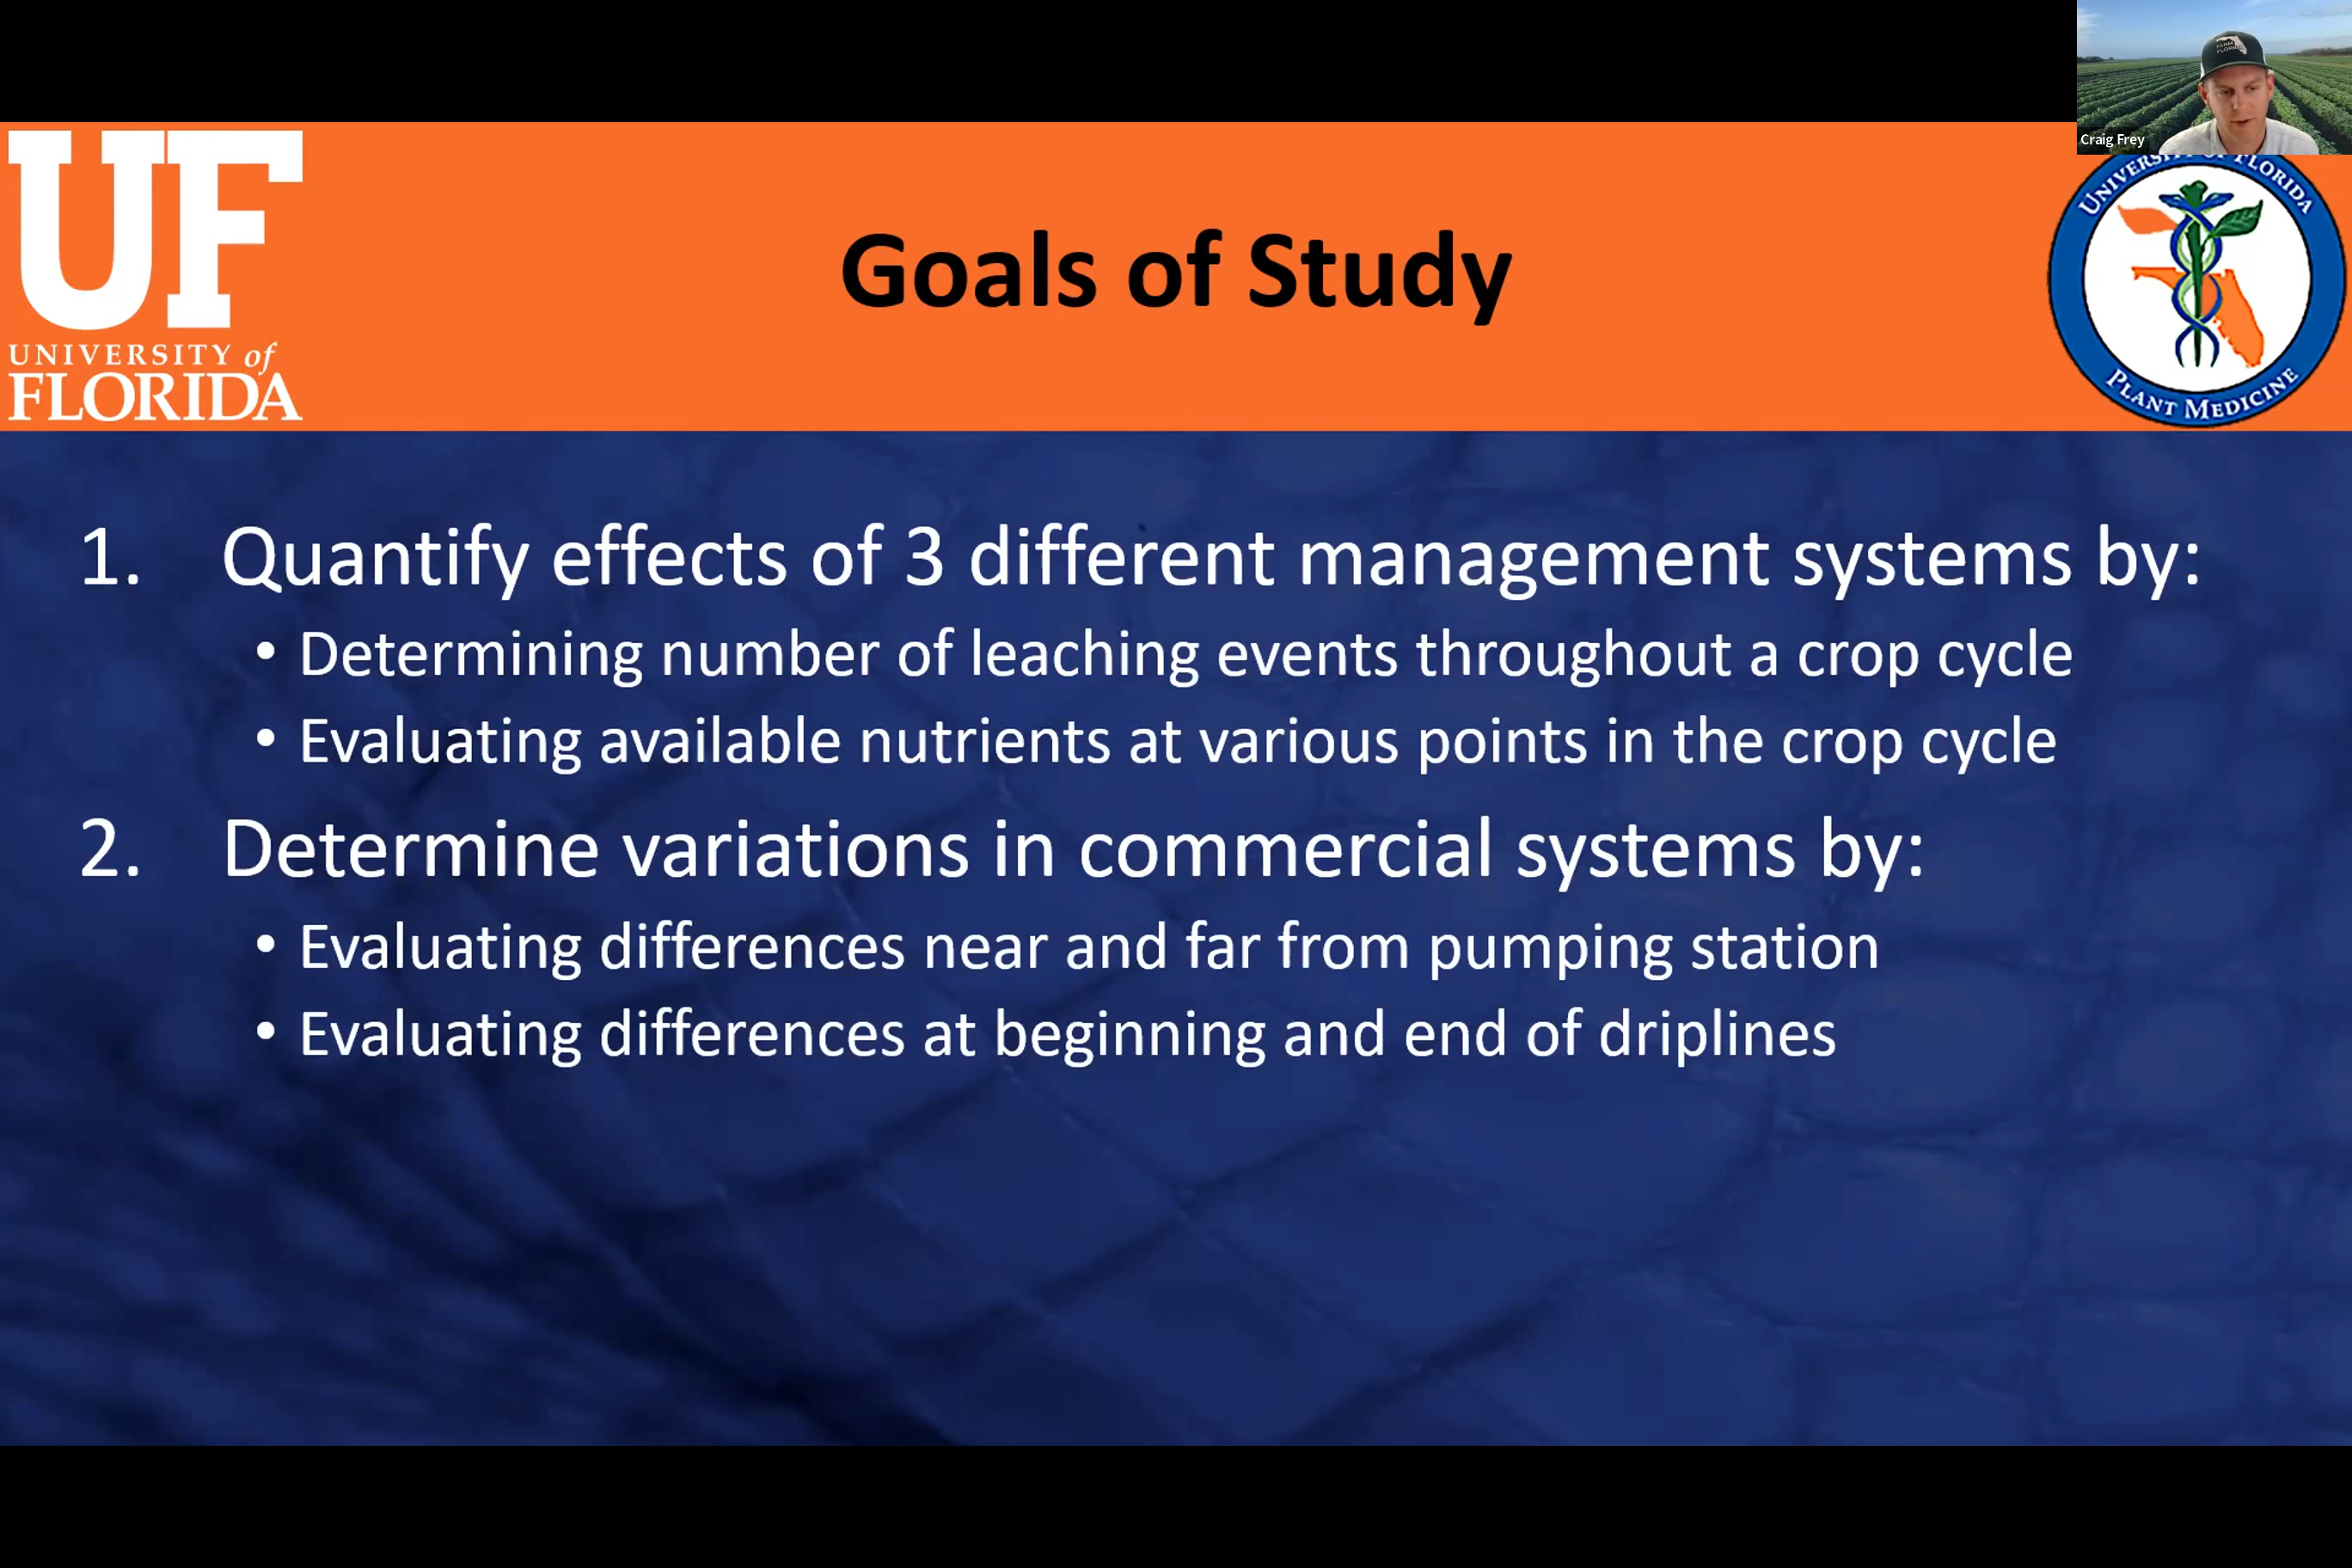 Craig Frey
UF
UNIVERSITY of
FLORIDA
Goals of Study
UNIVERSITY OF FLORIDA
PLANT MEDICINE
1. Quantify effects of 3 different management systems by:
• Determining number of leaching events throughout a crop cycle
• Evaluating available nutrients at various points in the crop cycle
2. Determine variations in commercial systems by:
• Evaluating differences near and far from pumping station
• Evaluating differences at beginning and end of driplines